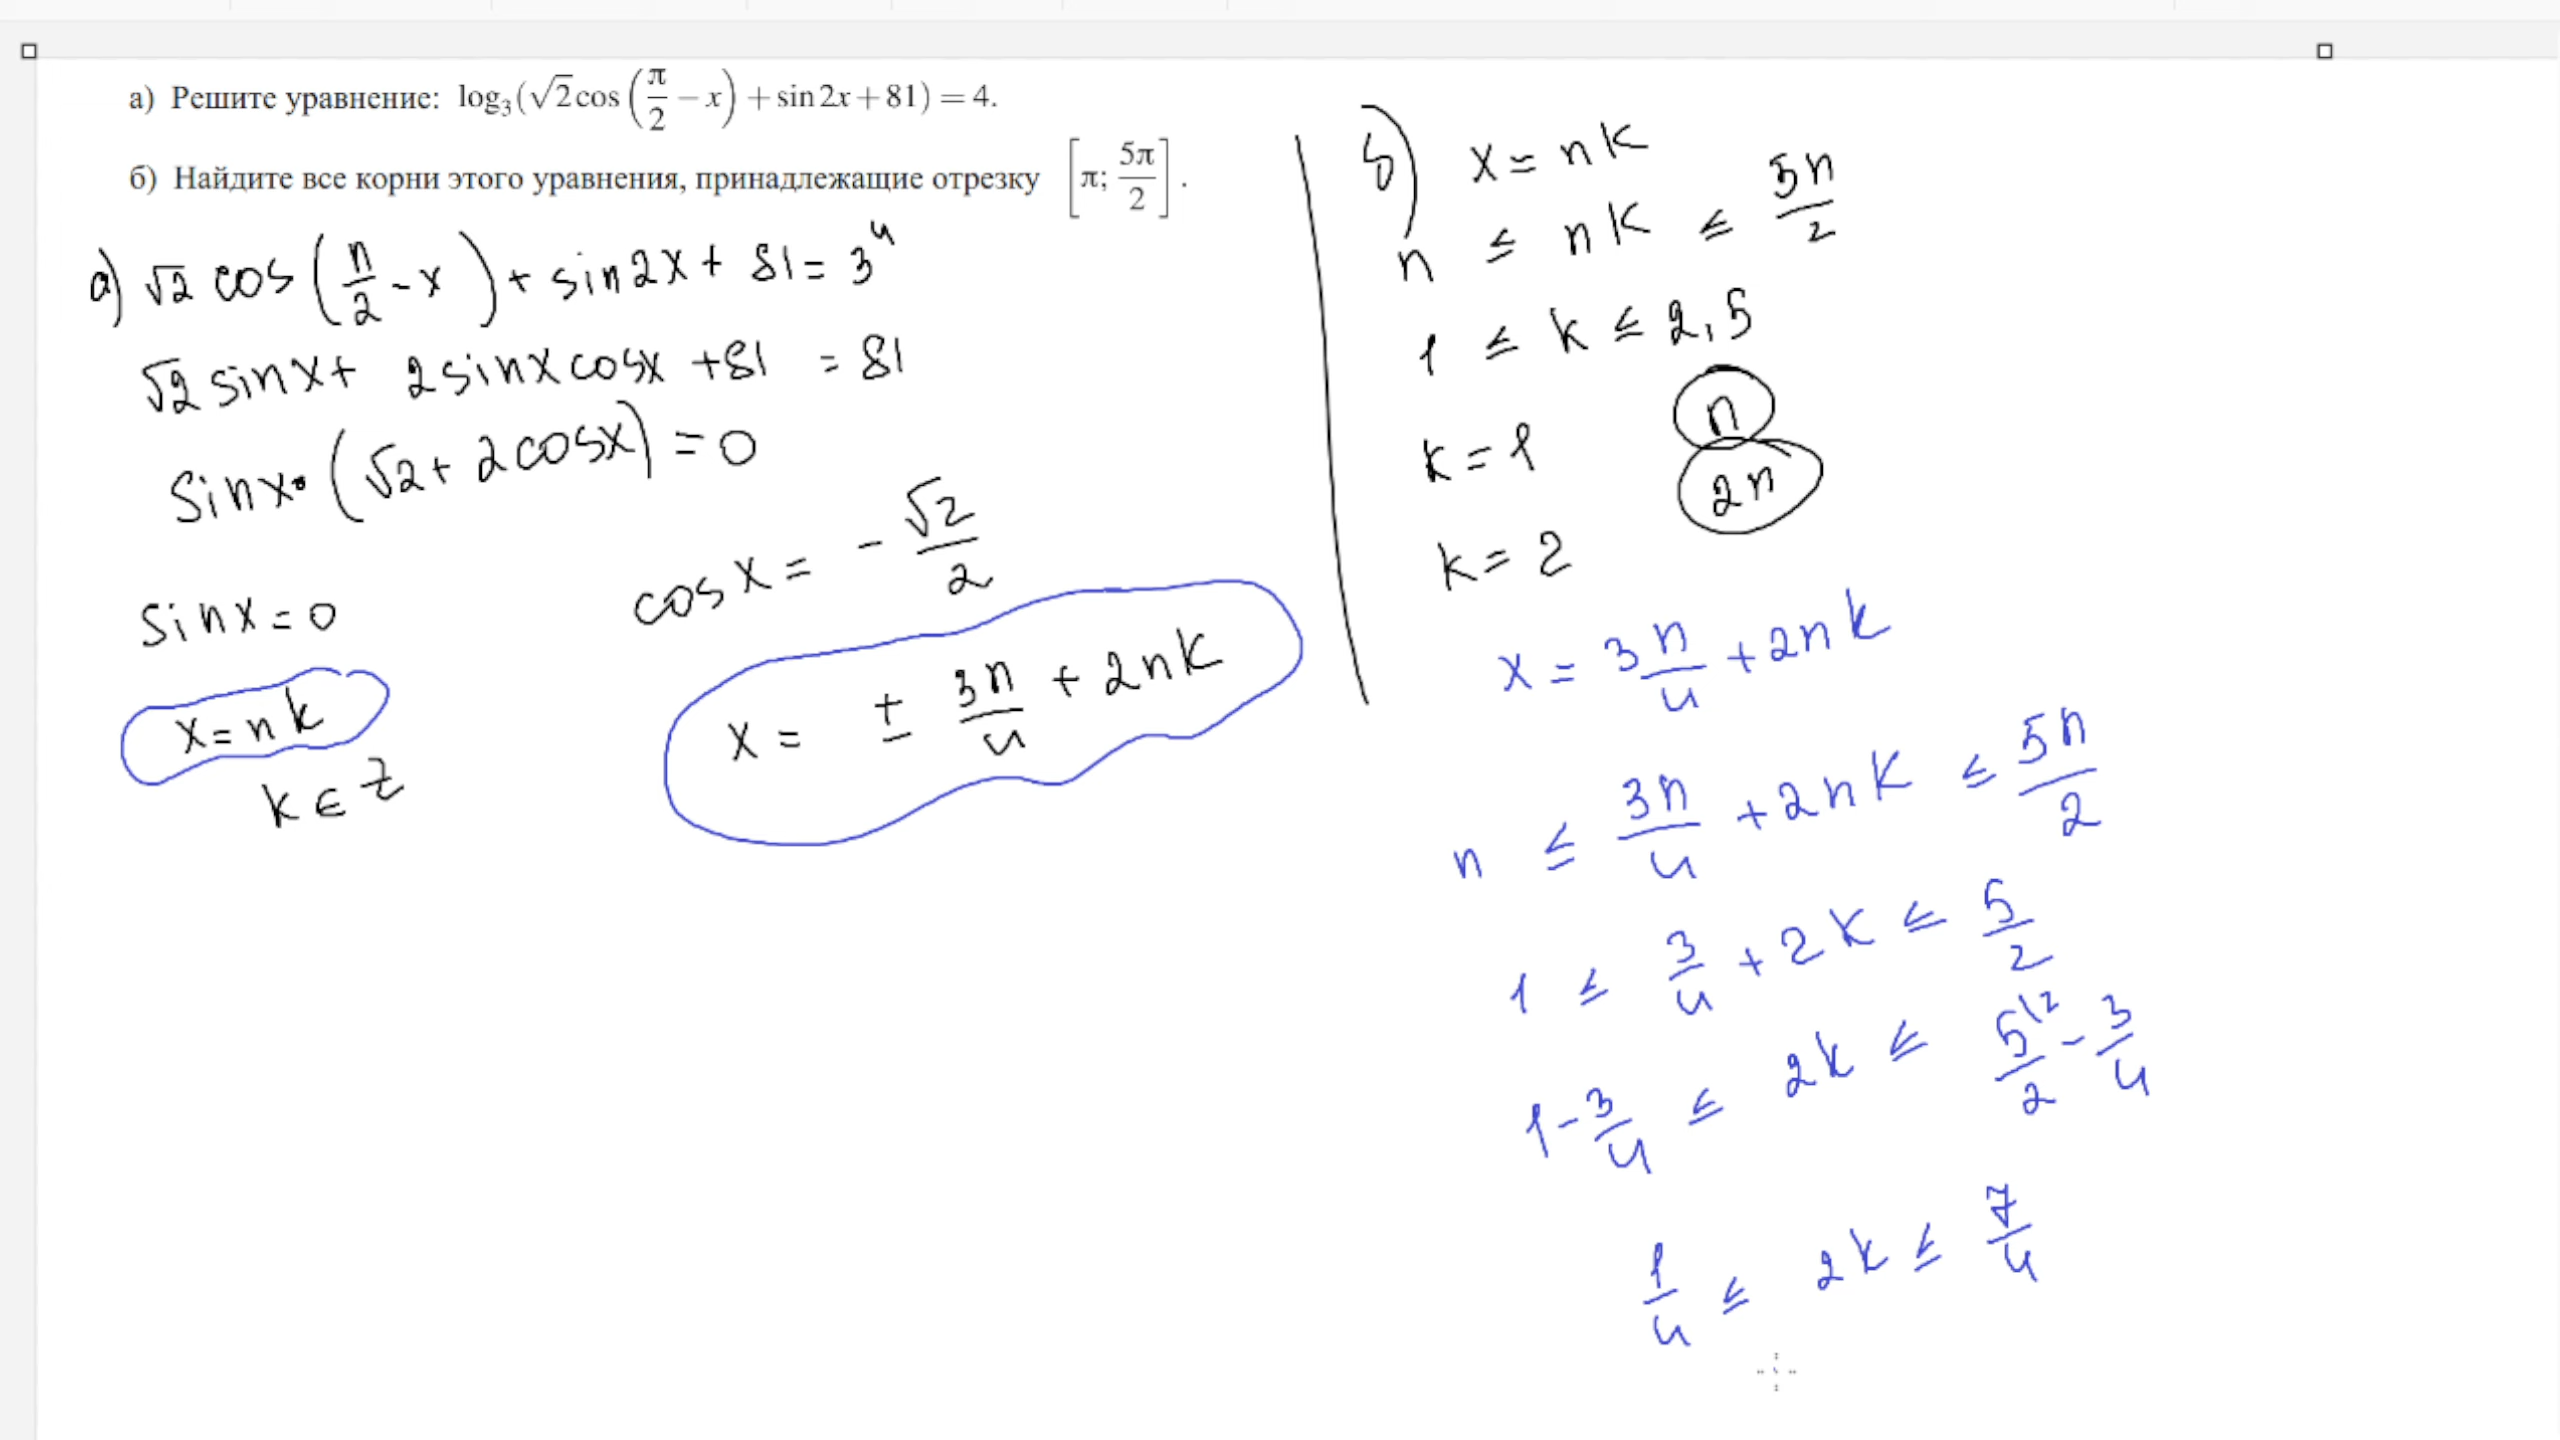 а) Решите уравнение: log₃(√2cos(π/2 − x) + sin2x + 81) = 4.
б) Найдите все корни этого уравнения, принадлежащие отрезку [π; 5π/2].
а) √2 cos(π/2 - x) + sin2x + 81 = 3⁴
√2 sinx + 2sinxcosx + 81 = 81
Sinx · (√2 + 2cosx) = 0
sinx = 0
x = πk
k ∈ Z
cosx = - √2/2
x = ± 3π/4 + 2πk
б) x = πk
π ≤ πk ≤ 5π/2
1 ≤ k ≤ 2,5
k = 1 π
k = 2 2π
x = 3π/4 + 2πk
π ≤ 3π/4 + 2πk ≤ 5π/2
1 ≤ 3/4 + 2k ≤ 5/2
1 - 3/4 ≤ 2k ≤ 5\2/2 - 3/4
1/4 ≤ 2k ≤ 7/4